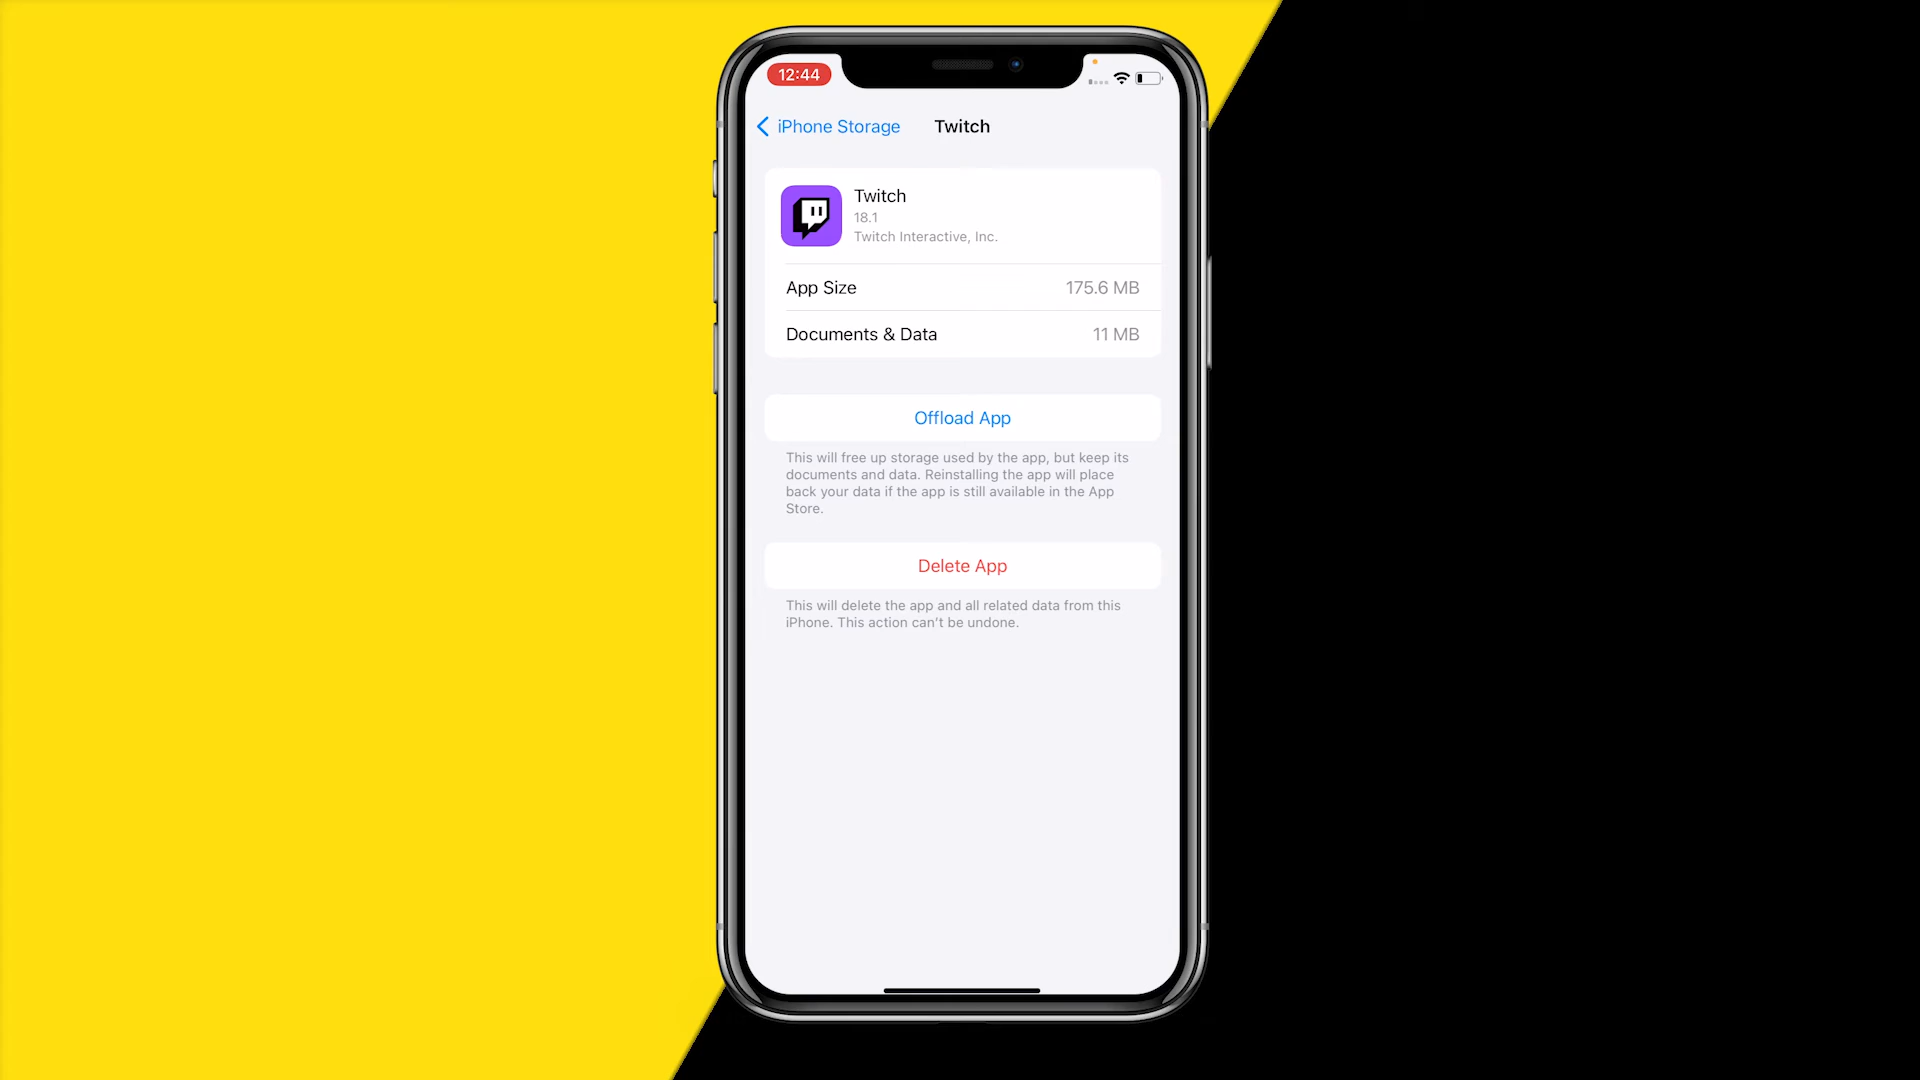 12:44
iPhone Storage
Twitch
Twitch
18.1
Twitch Interactive, Inc.
App Size
175.6 MB
Documents & Data
11 MB
Offload App
This will free up storage used by the app, but keep its
documents and data. Reinstalling the app will place
back your data if the app is still available in the App
Store.
Delete App
This will delete the app and all related data from this
iPhone. This action can't be undone.